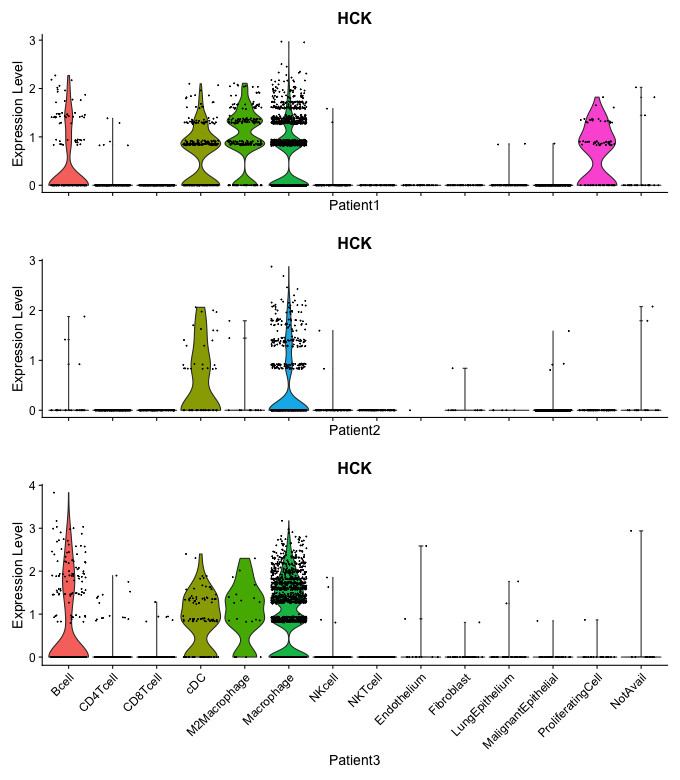 HCK
Expression Level
3
2
1
0
Patient1
HCK
Expression Level
3
2
1
0
Patient2
HCK
Expression Level
4
3
2
1
0
Bcell
CD4Tcell
CD8Tcell
cDC
M2Macrophage
Macrophage
NKcell
NKTcell
Endothelium
Fibroblast
LungEpithelium
MalignantEpithelial
ProliferatingCell
NotAvail
Patient3